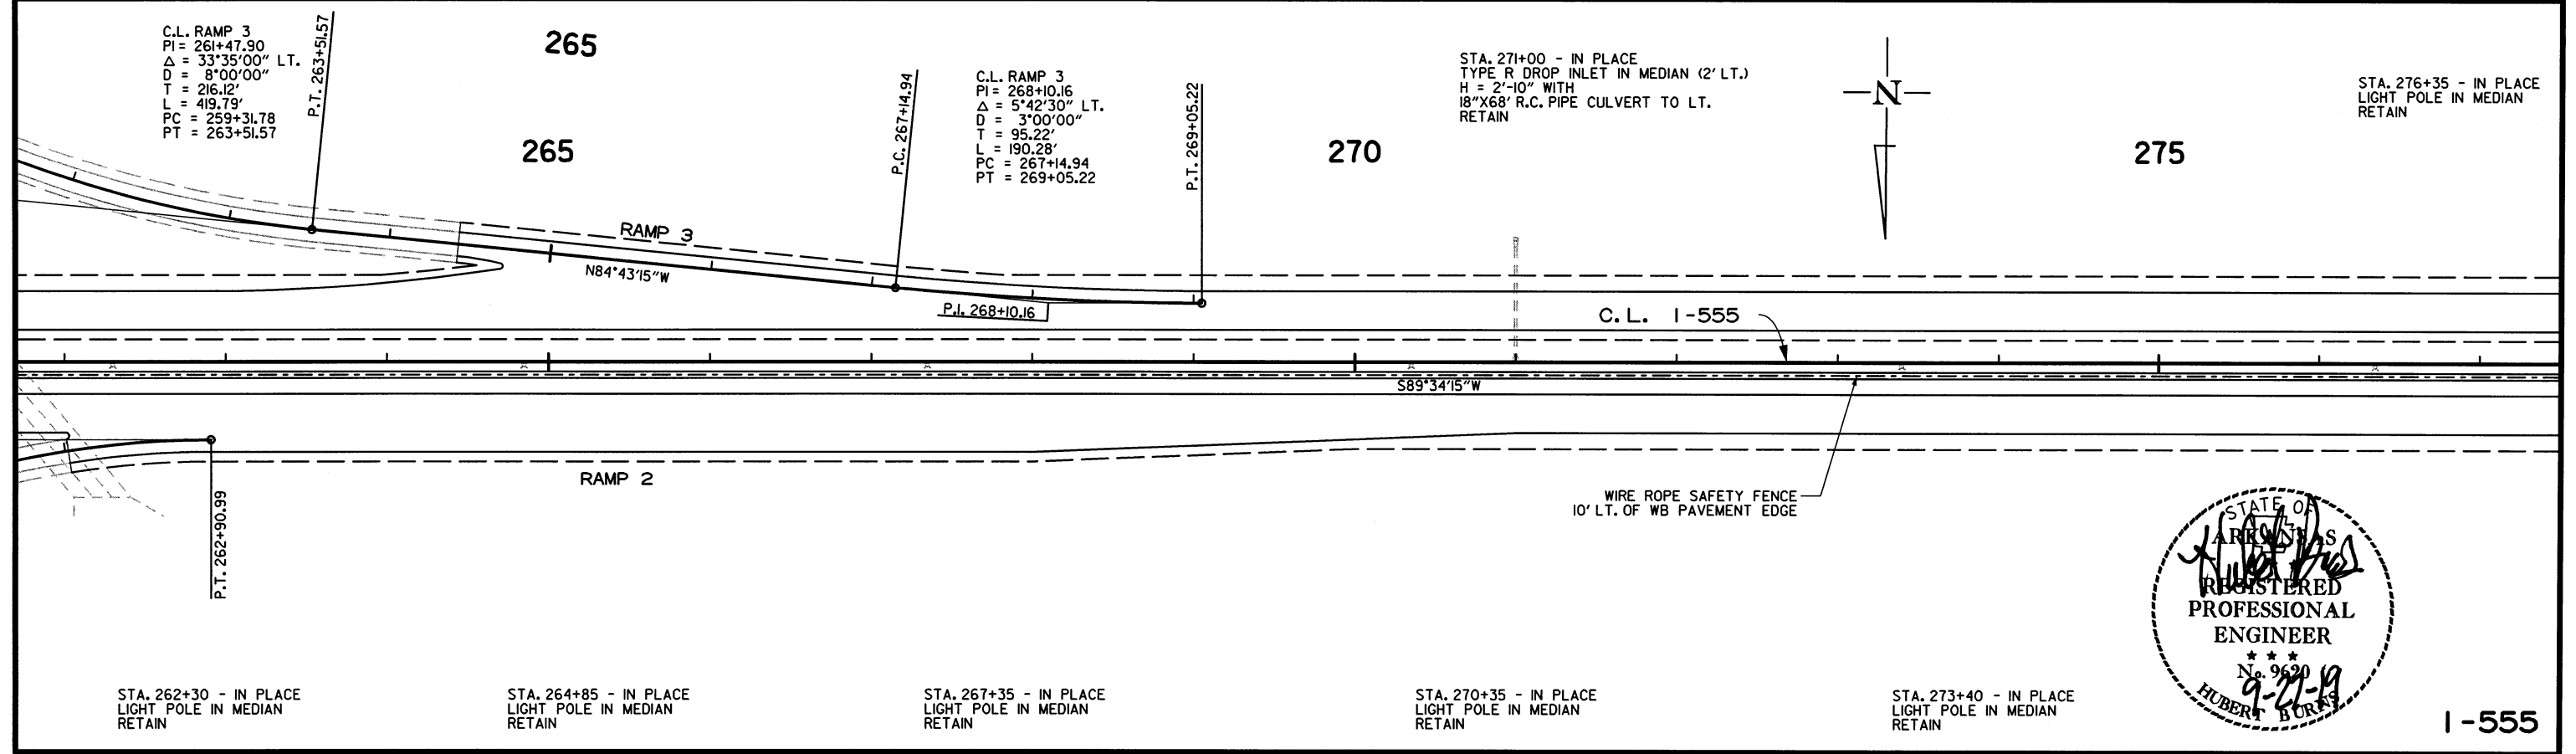 C.L. RAMP 3
PI = 261+47.90
Δ = 33°35'00" LT.
D = 8°00'00"
T = 216.12'
L = 419.79'
PC = 259+31.78
PT = 263+51.57
P.T. 263+51.57
265
265
P.C. 267+14.94
C.L. RAMP 3
PI = 268+10.16
Δ = 5°42'30" LT.
D = 3°00'00"
T = 95.22'
L = 190.28'
PC = 267+14.94
PT = 269+05.22
P.T. 269+05.22
270
STA. 271+00 - IN PLACE
TYPE R DROP INLET IN MEDIAN (2' LT.)
H = 2'-10" WITH
18"X68' R.C. PIPE CULVERT TO LT.
RETAIN
N
275
STA. 276+35 - IN PLACE
LIGHT POLE IN MEDIAN
RETAIN
RAMP 3
N84°43'15"W
P.I. 268+10.16
C.L. I-555
S89°34'15"W
RAMP 2
P.T. 262+90.99
WIRE ROPE SAFETY FENCE
10' LT. OF WB PAVEMENT EDGE
STATE OF
ARKANSAS
REGISTERED
PROFESSIONAL
ENGINEER
★ ★ ★
No. 9620
9-27-19
HUBERT BURNS
STA. 262+30 - IN PLACE
LIGHT POLE IN MEDIAN
RETAIN
STA. 264+85 - IN PLACE
LIGHT POLE IN MEDIAN
RETAIN
STA. 267+35 - IN PLACE
LIGHT POLE IN MEDIAN
RETAIN
STA. 270+35 - IN PLACE
LIGHT POLE IN MEDIAN
RETAIN
STA. 273+40 - IN PLACE
LIGHT POLE IN MEDIAN
RETAIN
I-555